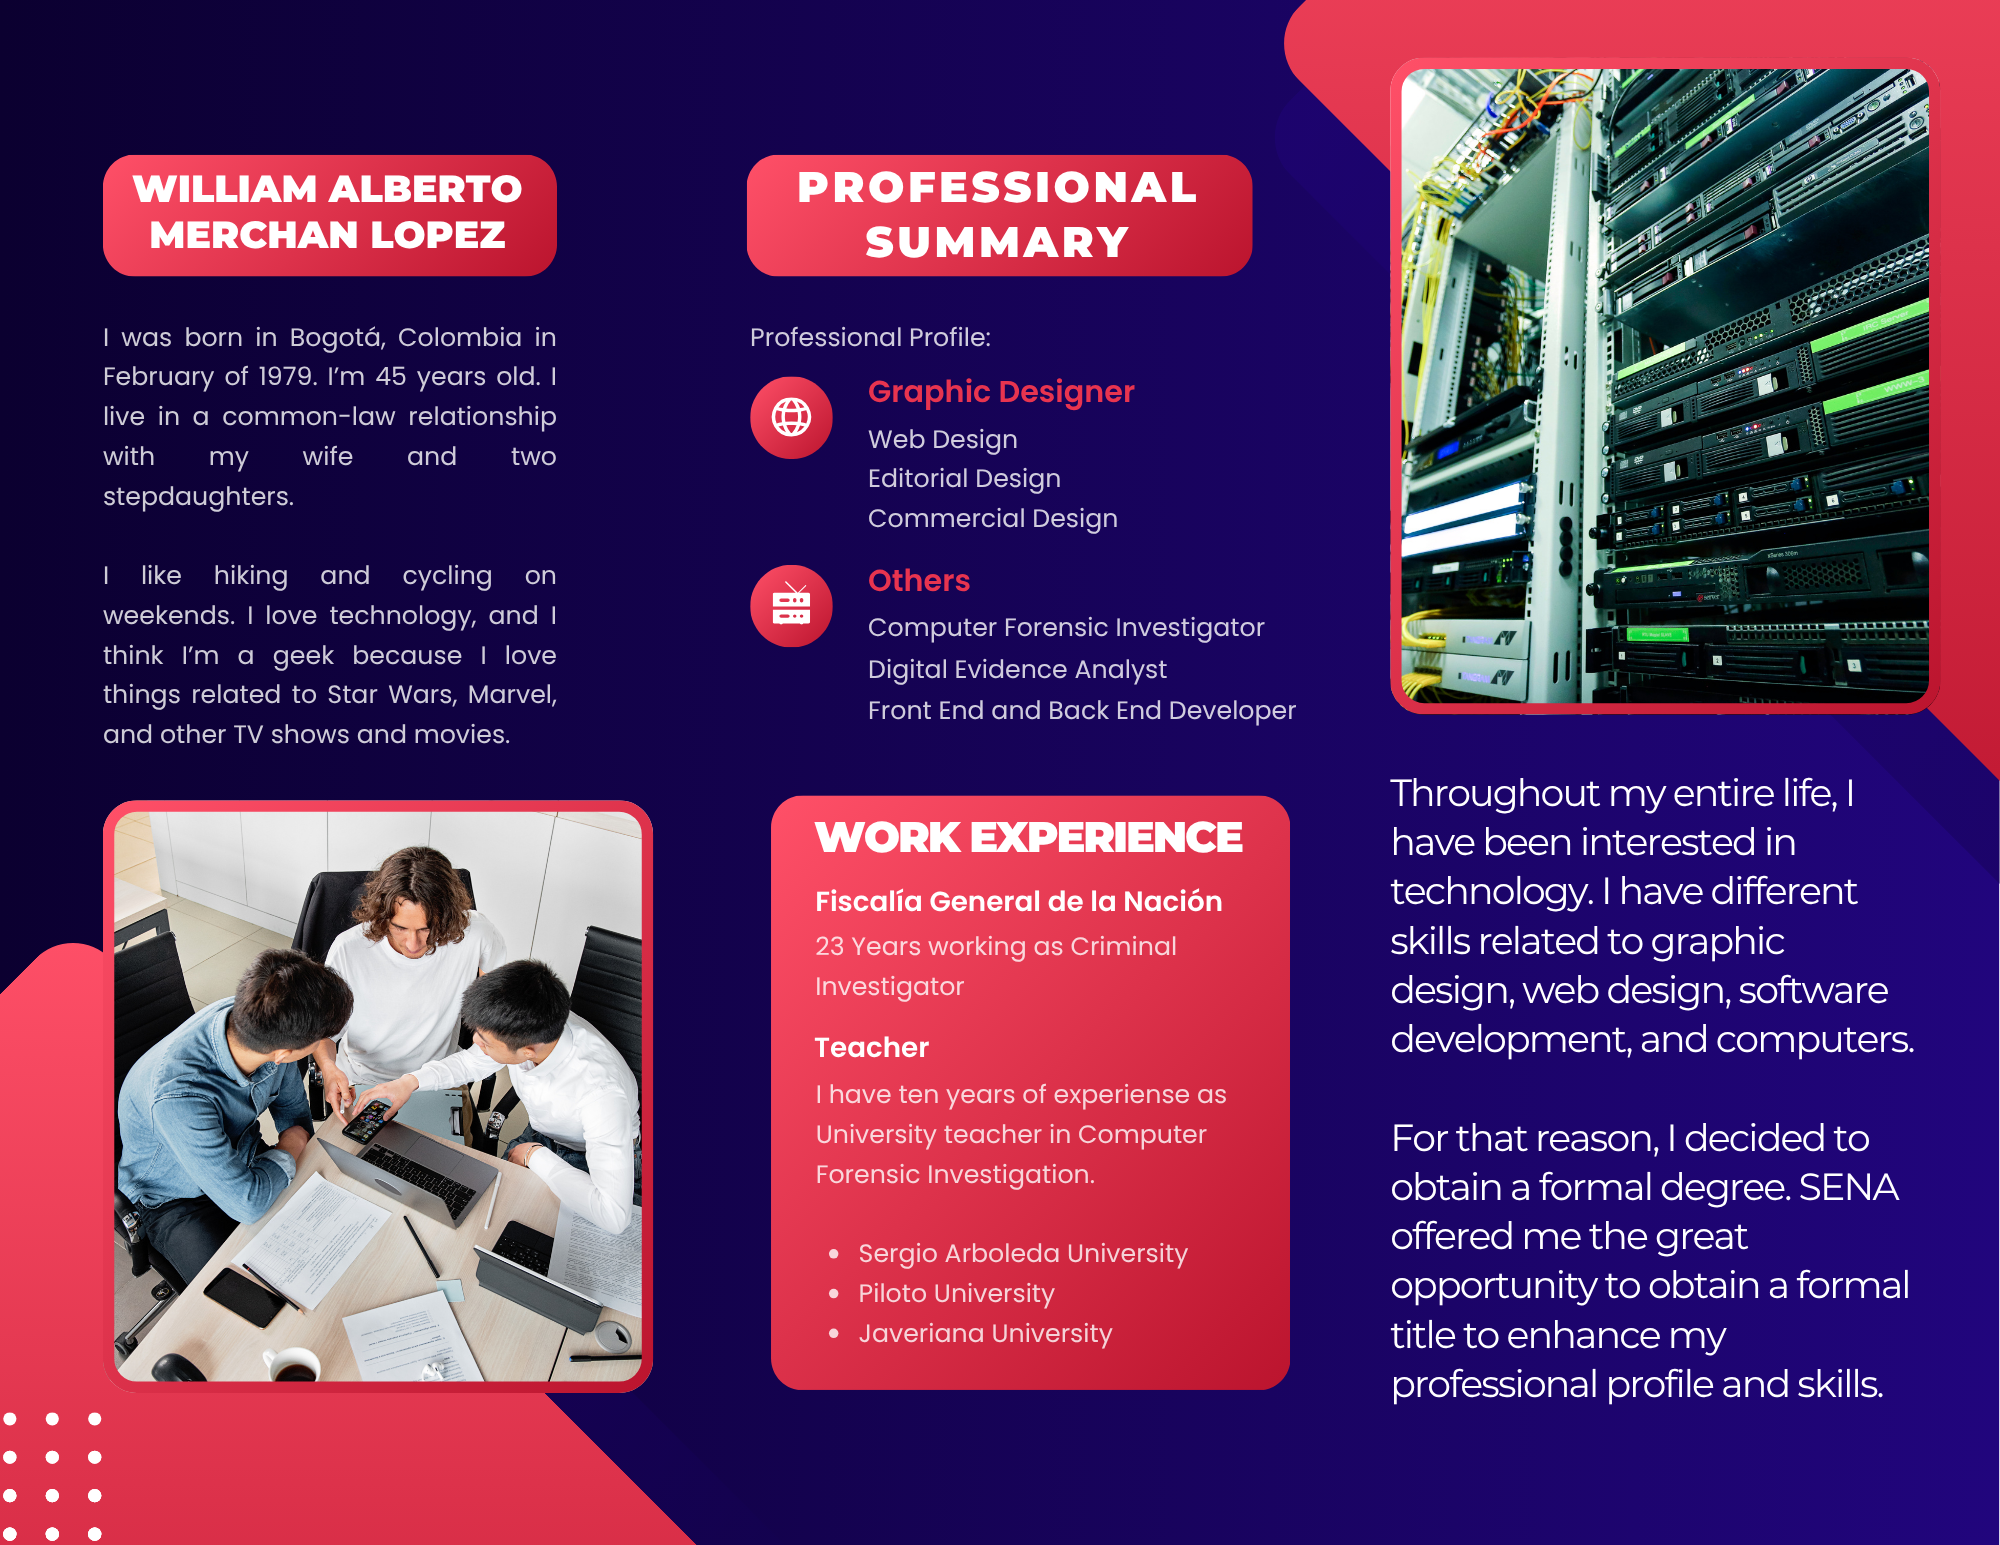 WILLIAM ALBERTO
MERCHAN LOPEZ
I was born in Bogotá, Colombia in
February of 1979. I'm 45 years old. I
live in a common-law relationship
with my wife and two
stepdaughters.
I like hiking and cycling on
weekends. I love technology, and I
think I'm a geek because I love
things related to Star Wars, Marvel,
and other TV shows and movies.
PROFESSIONAL
SUMMARY
Professional Profile:
Graphic Designer
Web Design
Editorial Design
Commercial Design
Others
Computer Forensic Investigator
Digital Evidence Analyst
Front End and Back End Developer
WORK EXPERIENCE
Fiscalía General de la Nación
23 Years working as Criminal
Investigator
Teacher
I have ten years of experiense as
University teacher in Computer
Forensic Investigation.
• Sergio Arboleda University
• Piloto University
• Javeriana University
Throughout my entire life, I
have been interested in
technology. I have different
skills related to graphic
design, web design, software
development, and computers.
For that reason, I decided to
obtain a formal degree. SENA
offered me the great
opportunity to obtain a formal
title to enhance my
professional profile and skills.